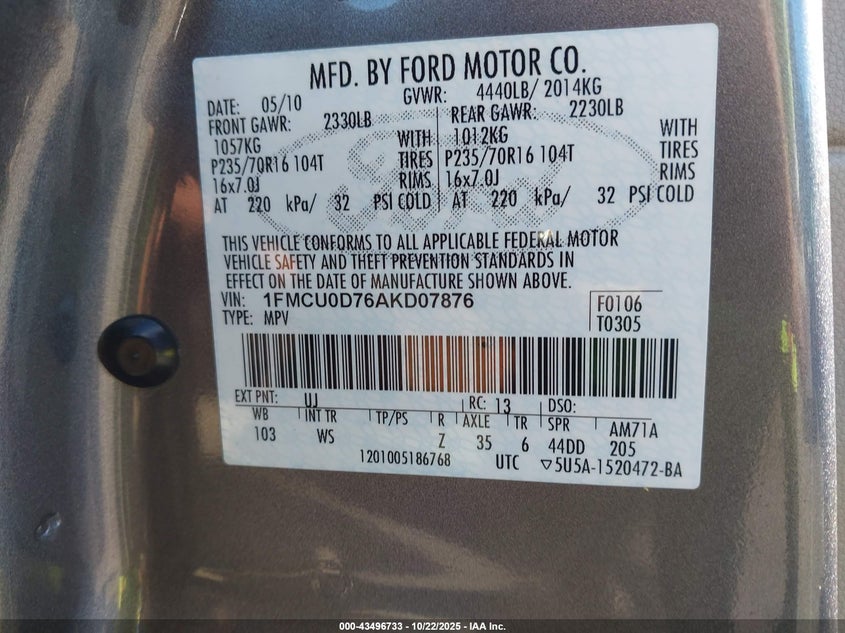 MFD. BY FORD MOTOR CO.
DATE: 05/10 GVWR: 4440LB/ 2014KG
FRONT GAWR: 2330LB REAR GAWR: 2230LB
1057KG WITH 1012KG WITH
P235/70R16 104T TIRES P235/70R16 104T TIRES
16x7.0J RIMS 16x7.0J RIMS
AT 220 kPa/ 32 PSI COLD AT 220 kPa/ 32 PSI COLD
Ford
THIS VEHICLE CONFORMS TO ALL APPLICABLE FEDERAL MOTOR
VEHICLE SAFETY AND THEFT PREVENTION STANDARDS IN
EFFECT ON THE DATE OF MANUFACTURE SHOWN ABOVE.
VIN: 1FMCU0D76AKD07876 F0106
TYPE: MPV T0305
EXT PNT: UJ RC: 13 DSO:
WB INT TR TP/PS R AXLE TR SPR AM71A
103 WS Z 35 6 44DD 205
1201005186768 UTC ▽5U5A-1520472-BA
000-43496733 - 10/22/2025 - IAA Inc.